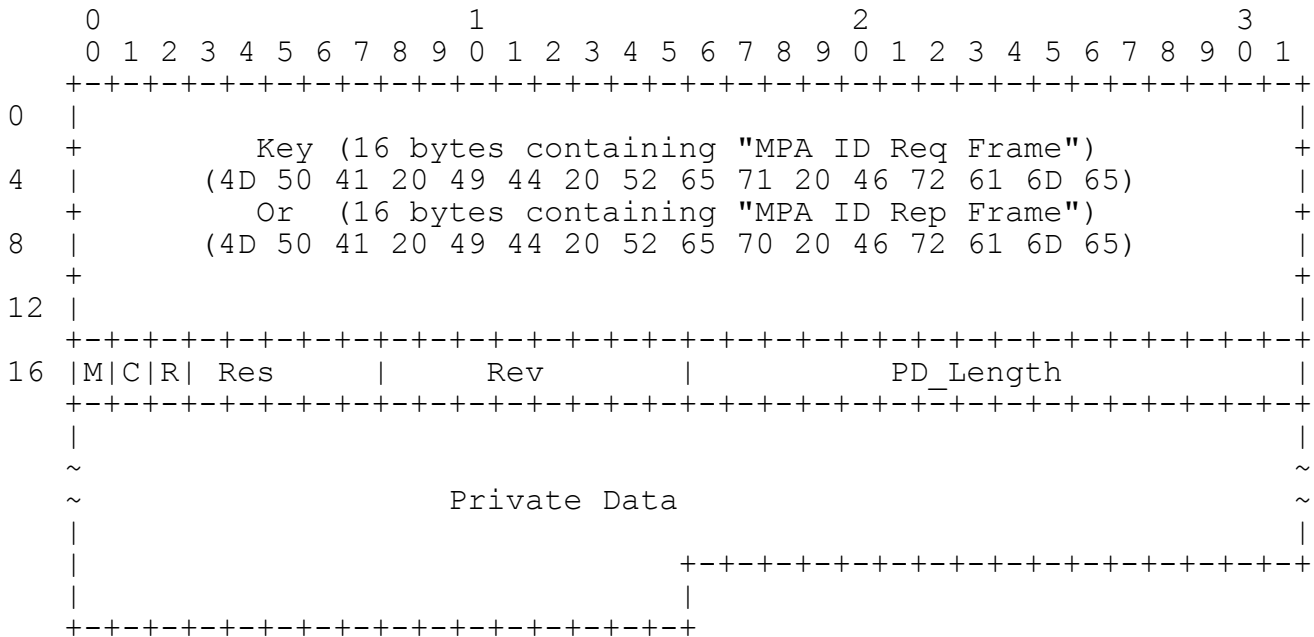 0                   1                   2                   3
    0 1 2 3 4 5 6 7 8 9 0 1 2 3 4 5 6 7 8 9 0 1 2 3 4 5 6 7 8 9 0 1
   +-+-+-+-+-+-+-+-+-+-+-+-+-+-+-+-+-+-+-+-+-+-+-+-+-+-+-+-+-+-+-+-+
0  |                                                               |
   +         Key (16 bytes containing "MPA ID Req Frame")          +
4  |      (4D 50 41 20 49 44 20 52 65 71 20 46 72 61 6D 65)        |
   +         Or  (16 bytes containing "MPA ID Rep Frame")          +
8  |      (4D 50 41 20 49 44 20 52 65 70 20 46 72 61 6D 65)        |
   +                                                               +
12 |                                                               |
   +-+-+-+-+-+-+-+-+-+-+-+-+-+-+-+-+-+-+-+-+-+-+-+-+-+-+-+-+-+-+-+-+
16 |M|C|R| Res     |     Rev       |          PD_Length            |
   +-+-+-+-+-+-+-+-+-+-+-+-+-+-+-+-+-+-+-+-+-+-+-+-+-+-+-+-+-+-+-+-+
   |                                                               |
   ~                                                               ~
   ~                   Private Data                                ~
   |                                                               |
   |                               +-+-+-+-+-+-+-+-+-+-+-+-+-+-+-+-+
   |                               |
   +-+-+-+-+-+-+-+-+-+-+-+-+-+-+-+-+